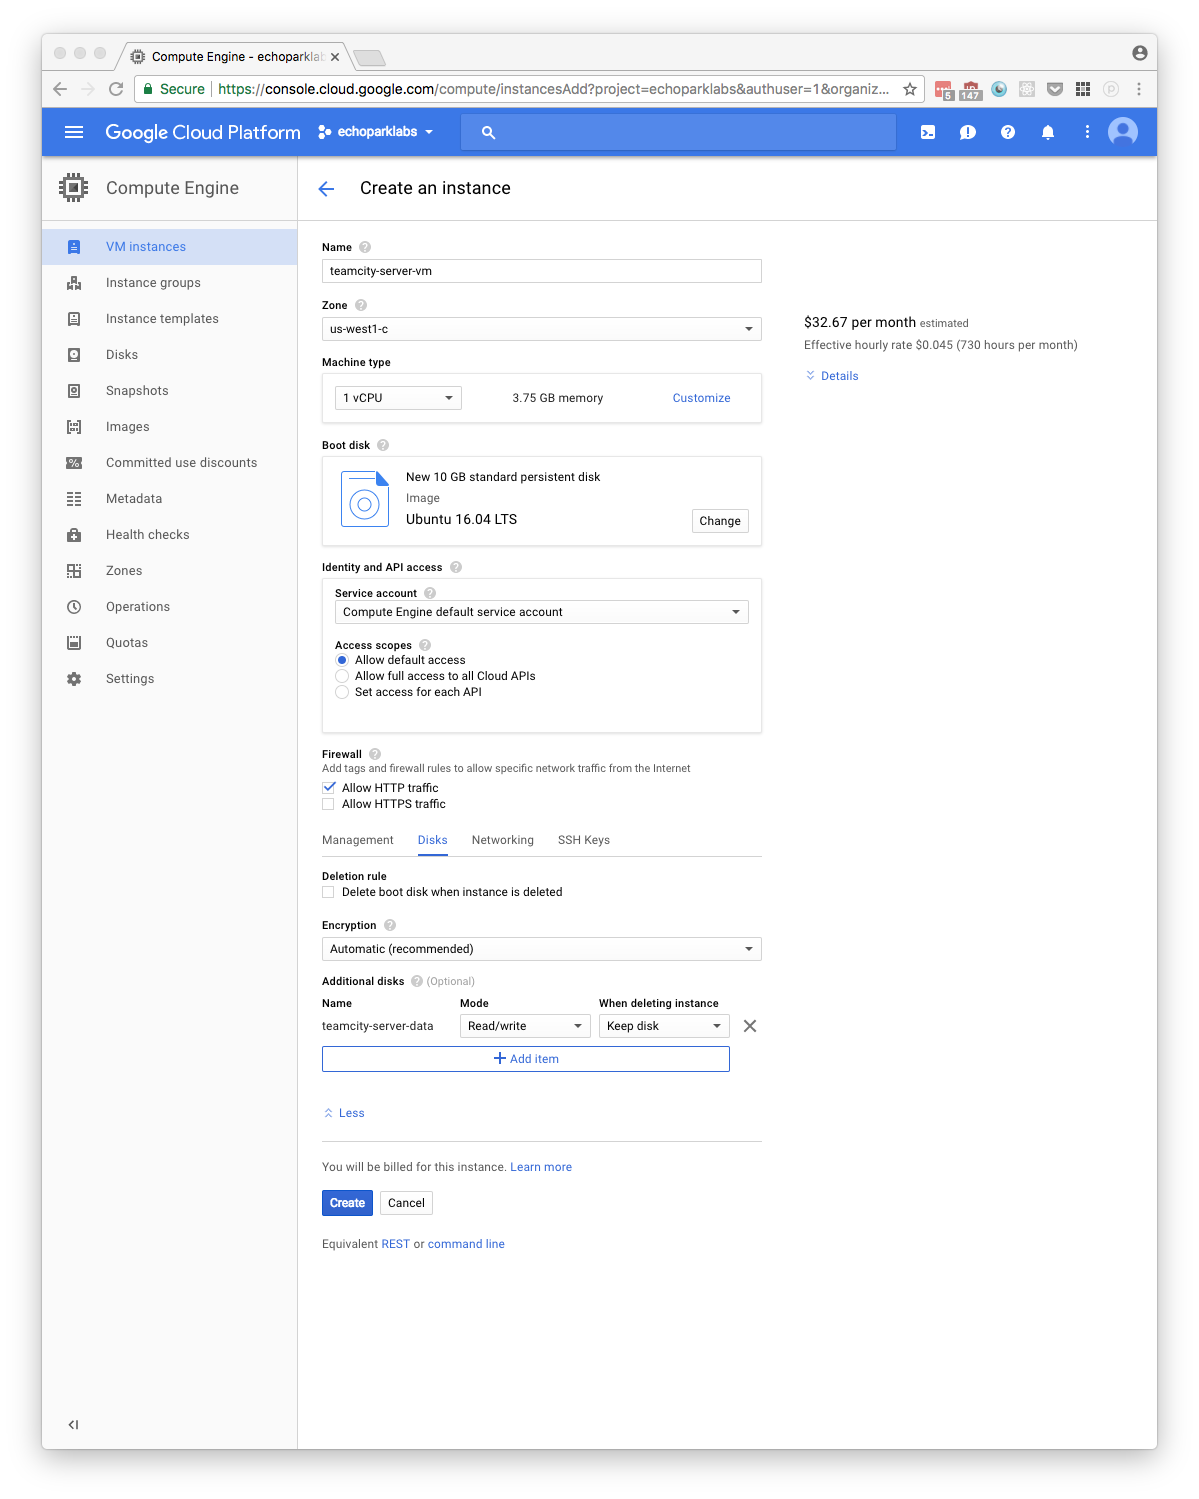 Compute Engine - echoparklab
Secure | https://console.cloud.google.com/compute/instancesAdd?project=echoparklabs&authuser=1&organiz...
5
147
Google Cloud Platform
echoparklabs
Compute Engine
Create an instance
VM instances
Instance groups
Instance templates
Disks
Snapshots
Images
Committed use discounts
Metadata
Health checks
Zones
Operations
Quotas
Settings
Name
teamcity-server-vm
Zone
us-west1-c
$32.67 per month estimated
Effective hourly rate $0.045 (730 hours per month)
Details
Machine type
1 vCPU 3.75 GB memory Customize
Boot disk
New 10 GB standard persistent disk
Image
Ubuntu 16.04 LTS
Change
Identity and API access
Service account
Compute Engine default service account
Access scopes
Allow default access
Allow full access to all Cloud APIs
Set access for each API
Firewall
Add tags and firewall rules to allow specific network traffic from the Internet
Allow HTTP traffic
Allow HTTPS traffic
Management Disks Networking SSH Keys
Deletion rule
Delete boot disk when instance is deleted
Encryption
Automatic (recommended)
Additional disks (Optional)
Name Mode When deleting instance
teamcity-server-data Read/write Keep disk
Add item
Less
You will be billed for this instance. Learn more
Create Cancel
Equivalent REST or command line